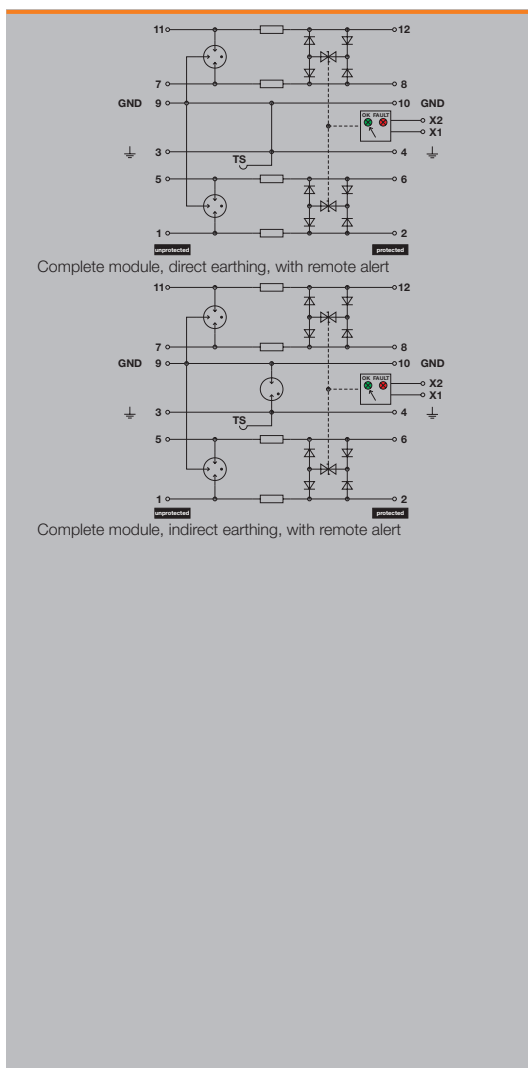 11 12
7 8
GND 9 10 GND
OK FAULT
X2
X1
3 4
TS
5 6
1 2
unprotected protected
Complete module, direct earthing, with remote alert
11 12
7 8
GND 9 10 GND
OK FAULT
X2
X1
3 4
TS
5 6
1 2
unprotected protected
Complete module, indirect earthing, with remote alert